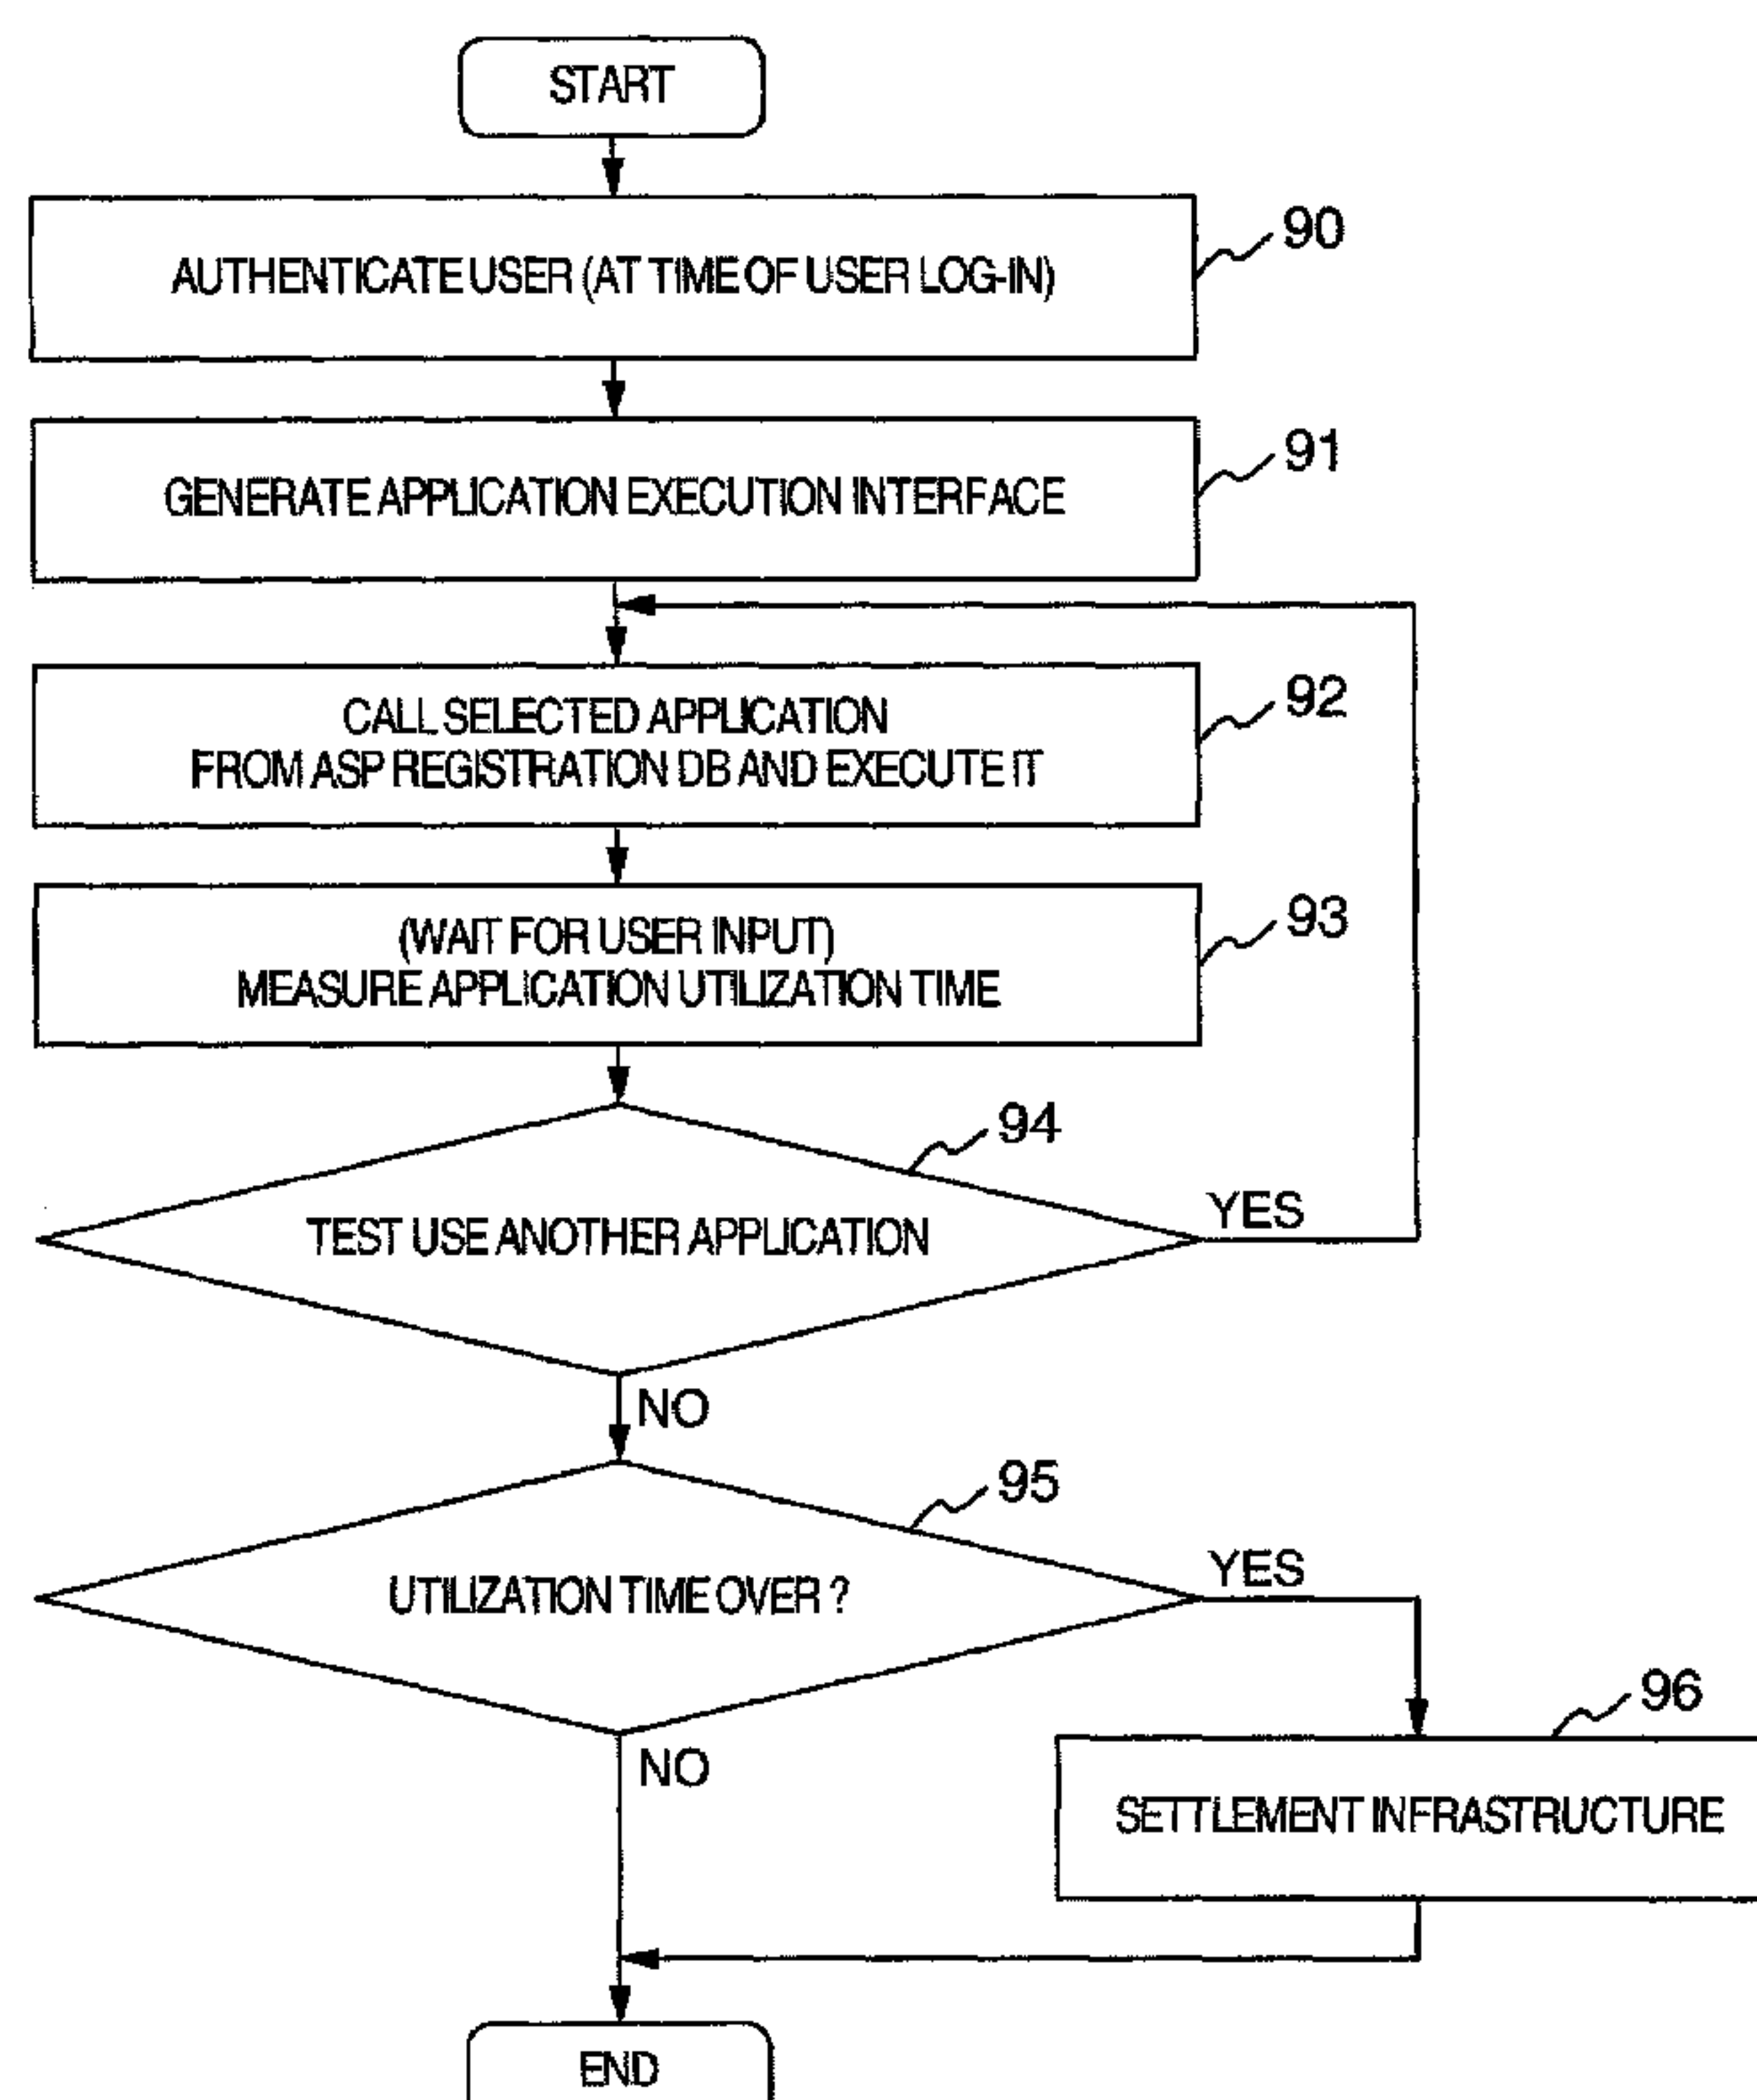 START
AUTHENTICATE USER (AT TIME OF USER LOG-IN)
90
GENERATE APPLICATION EXECUTION INTERFACE
91
CALL SELECTED APPLICATION
FROM ASP REGISTRATION DB AND EXECUTE IT
92
(WAIT FOR USER INPUT)
MEASURE APPLICATION UTILIZATION TIME
93
94
TEST USE ANOTHER APPLICATION
YES
NO
95
UTILIZATION TIME OVER ?
YES
NO
96
SETTLEMENT INFRASTRUCTURE
END